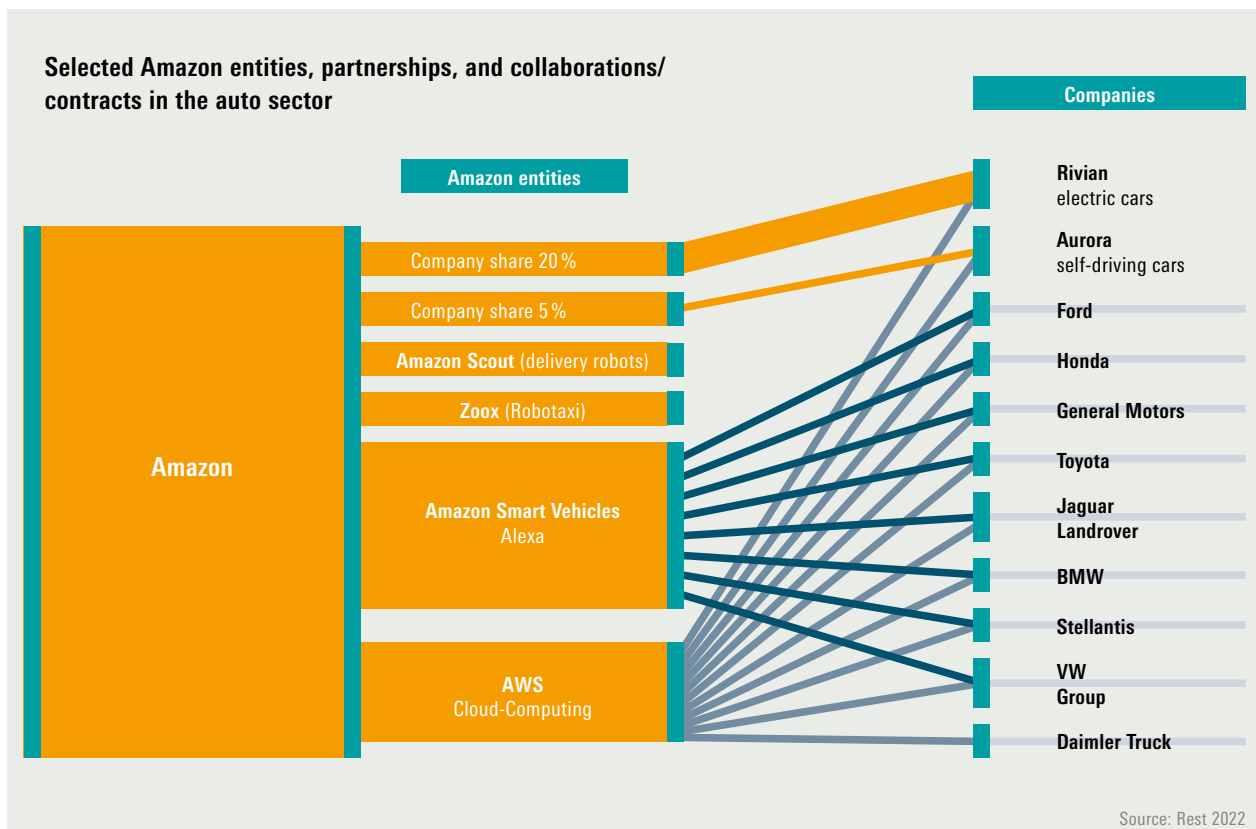 Selected Amazon entities, partnerships, and collaborations/
contracts in the auto sector
Companies
Amazon entities
Amazon
Company share 20 %
Company share 5 %
Amazon Scout (delivery robots)
Zoox (Robotaxi)
Amazon Smart Vehicles
Alexa
AWS
Cloud-Computing
Rivian
electric cars
Aurora
self-driving cars
Ford
Honda
General Motors
Toyota
Jaguar
Landrover
BMW
Stellantis
VW
Group
Daimler Truck
Source: Rest 2022